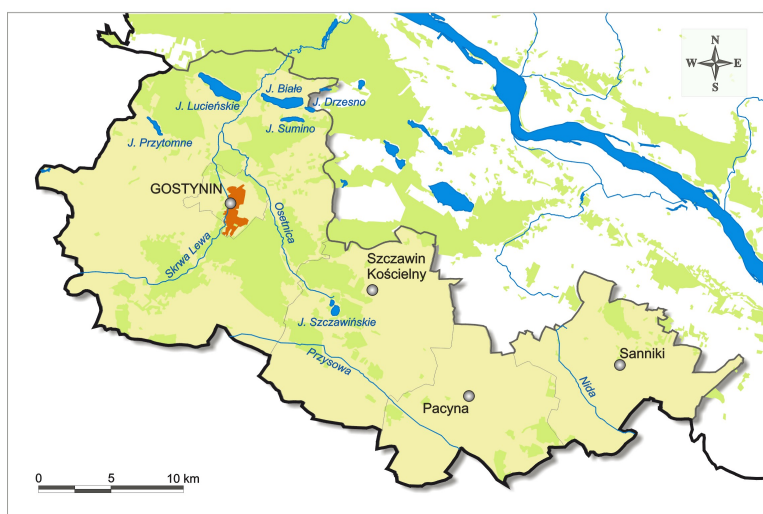 N
W E
S
J. Białe
J. Lucieńskie
J. Drzesno
J. Sumino
J. Przytomne
GOSTYNIN
Osetnica
Skrwa Lewa
Szczawin
Kościelny
J. Szczawińskie
Przysowa
Sanniki
Nida
Pacyna
0 5 10 km